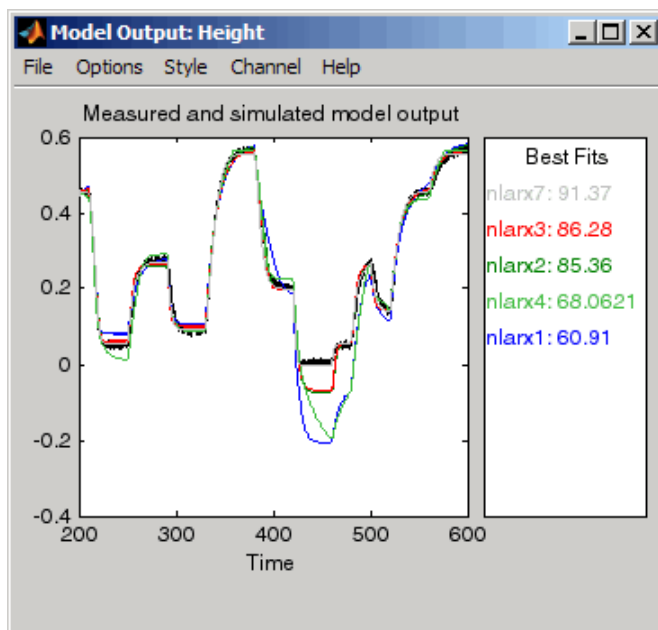 Model Output: Height
File Options Style Channel Help
Measured and simulated model output
0.6
0.4
0.2
0
-0.2
-0.4
200 300 400 500 600
Time
Best Fits
nlarx7: 91.37
nlarx3: 86.28
nlarx2: 85.36
nlarx4: 68.0621
nlarx1: 60.91